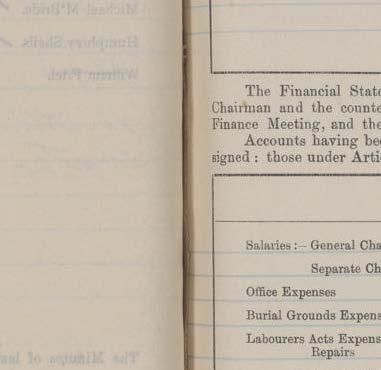 Michael M'Bride.
Humphrey Sheils.
William Friel.
The Minutes of las
The Financial State
Chairman and the counte
Finance Meeting, and the
Accounts having bee
signed : those under Arti
Salaries :— General Cha
Separate Ch
Office Expenses
Burial Grounds Expens
Labourers Acts Expens
Repairs